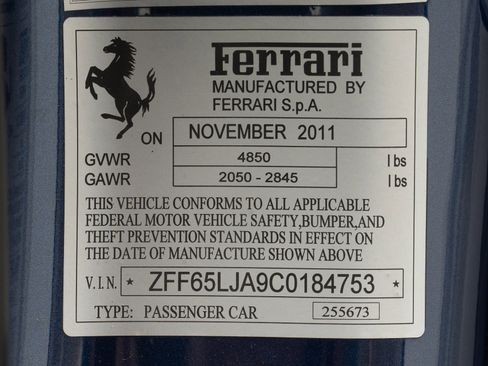 Ferrari
MANUFACTURED BY
FERRARI S.p.A.
ON NOVEMBER 2011
GVWR 4850 lbs
GAWR 2050 - 2845 lbs
THIS VEHICLE CONFORMS TO ALL APPLICABLE
FEDERAL MOTOR VEHICLE SAFETY,BUMPER,AND
THEFT PREVENTION STANDARDS IN EFFECT ON
THE DATE OF MANUFACTURE SHOWN ABOVE
V.I.N. * ZFF65LJA9C0184753 *
TYPE: PASSENGER CAR 255673